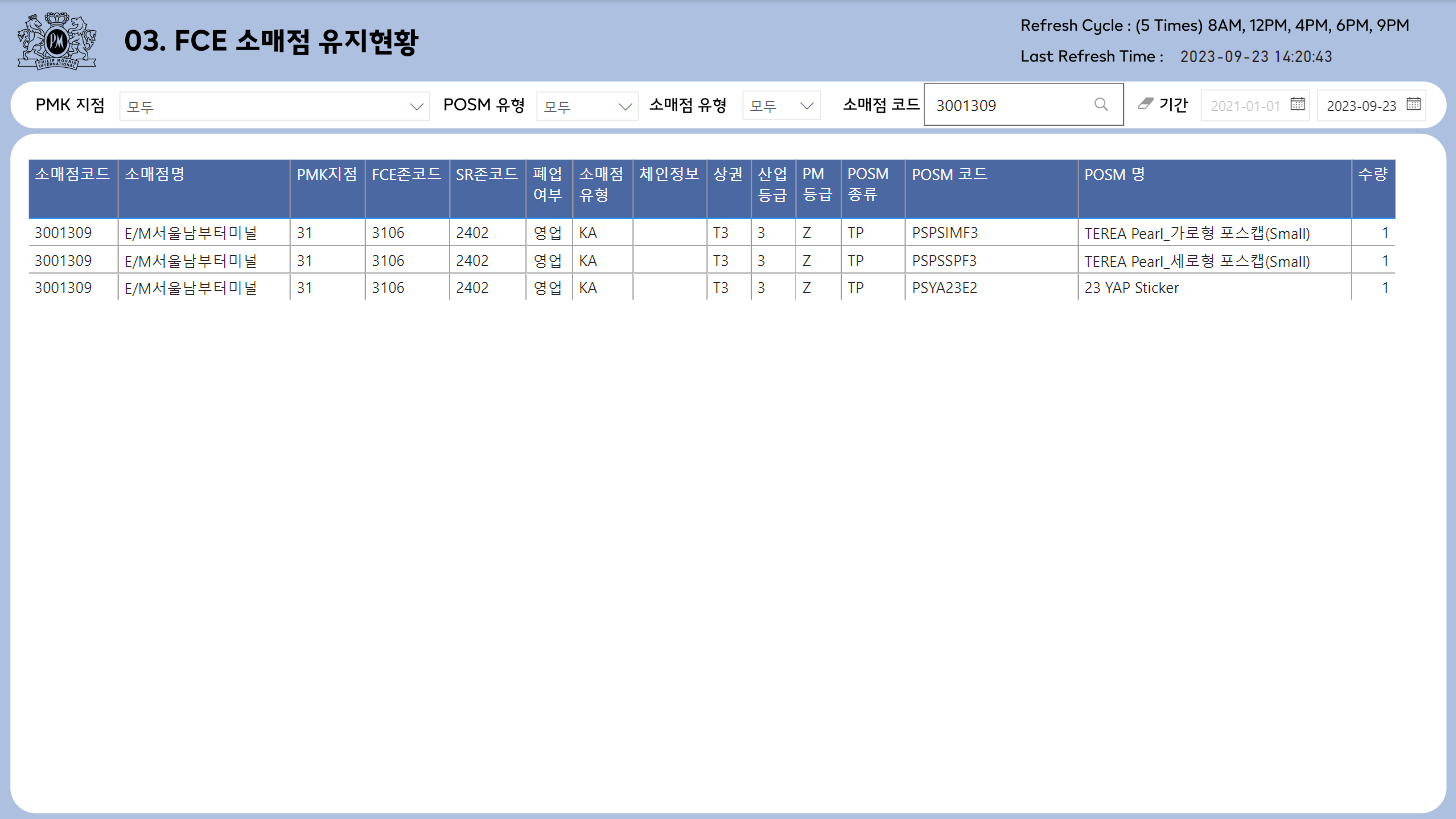 Refresh Cycle : (5 Times) 8AM, 12PM, 4PM, 6PM, 9PM
PM
PHILIP MORRIS
INTERNATIONAL
03. FCE 소매점 유지현황
Last Refresh Time : 2023-09-23 14:20:43
PMK 지점 모두 POSM 유형 모두 소매점 유형 모두 소매점 코드 3001309 기간 2021-01-01 2023-09-23
소매점코드 소매점명 PMK지점 FCE존코드 SR존코드 폐업 소매점 체인정보 상권 산업 PM POSM POSM 코드 POSM 명 수량
여부 유형 등급 등급 종류
3001309 E/M서울남부터미널 31 3106 2402 영업 KA T3 3 Z TP PSPSIMF3 TEREA Pearl_가로형 포스캡(Small) 1
3001309 E/M서울남부터미널 31 3106 2402 영업 KA T3 3 Z TP PSPSSPF3 TEREA Pearl_세로형 포스캡(Small) 1
3001309 E/M서울남부터미널 31 3106 2402 영업 KA T3 3 Z TP PSYA23E2 23 YAP Sticker 1